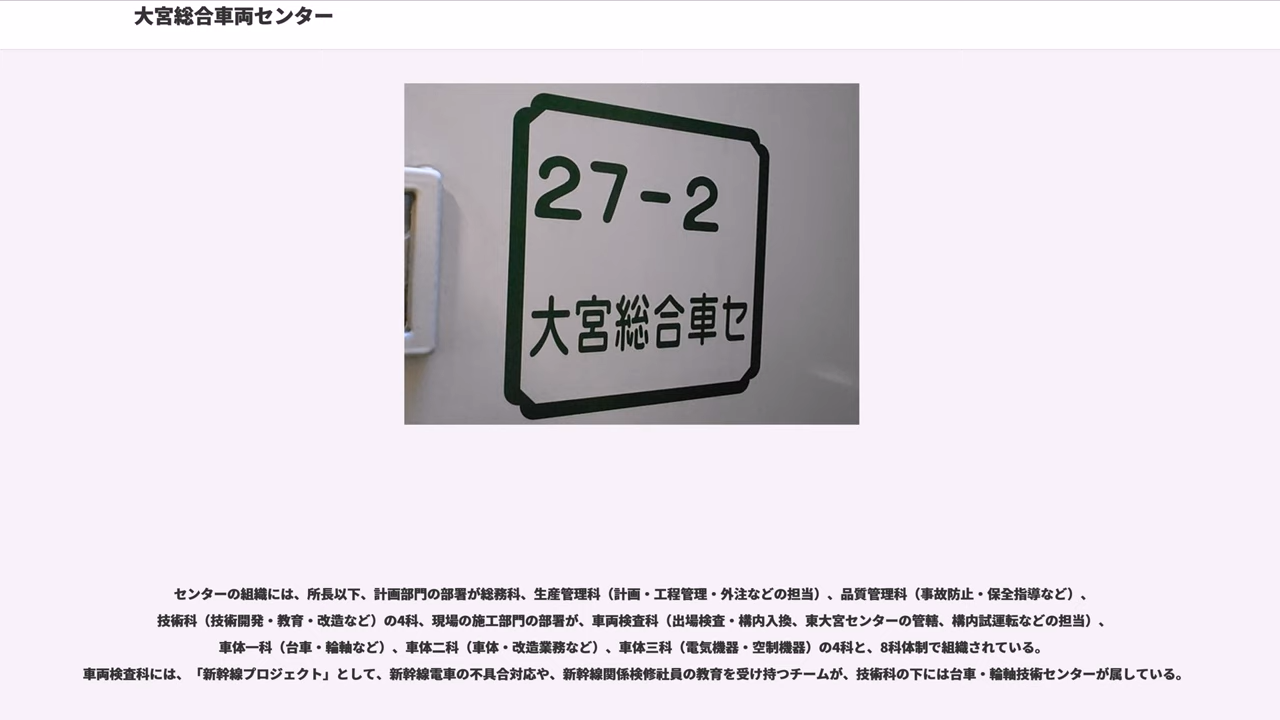 大宮総合車両センター
27-2
大宮総合車セ
センターの組織には、所長以下、計画部門の部署が総務科、生産管理科（計画・工程管理・外注などの担当）、品質管理科（事故防止・保全指導など）、
技術科（技術開発・教育・改造など）の4科、現場の施工部門の部署が、車両検査科（出場検査・構内入換、東大宮センターの管轄、構内試運転などの担当）、
車体一科（台車・輪軸など）、車体二科（車体・改造業務など）、車体三科（電気機器・空制機器）の4科と、8科体制で組織されている。
車両検査科には、「新幹線プロジェクト」として、新幹線電車の不具合対応や、新幹線関係検修社員の教育を受け持つチームが、技術科の下には台車・輪軸技術センターが属している。